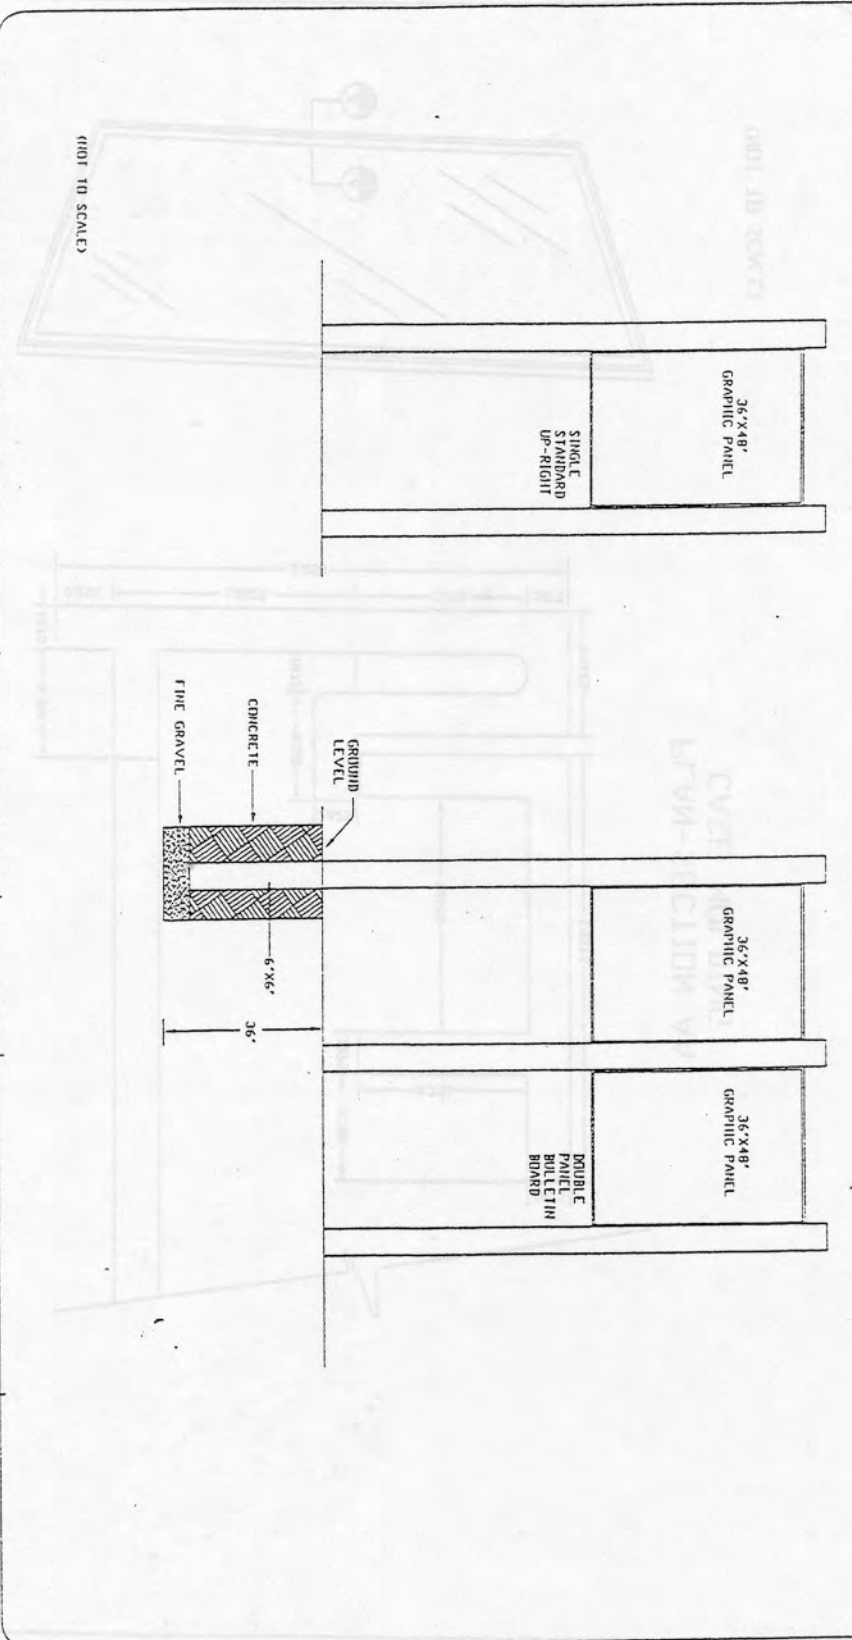 (NOT TO SCALE)
36'X48'
GRAPHIC PANEL
SINGLE
STANDARD
UP-RIGHT
GROUND
LEVEL
CONCRETE
FINE GRAVEL
6'X6'
36'
36'X48'
GRAPHIC PANEL
36'X48'
GRAPHIC PANEL
DOUBLE
PANEL
BULLETIN
BOARD